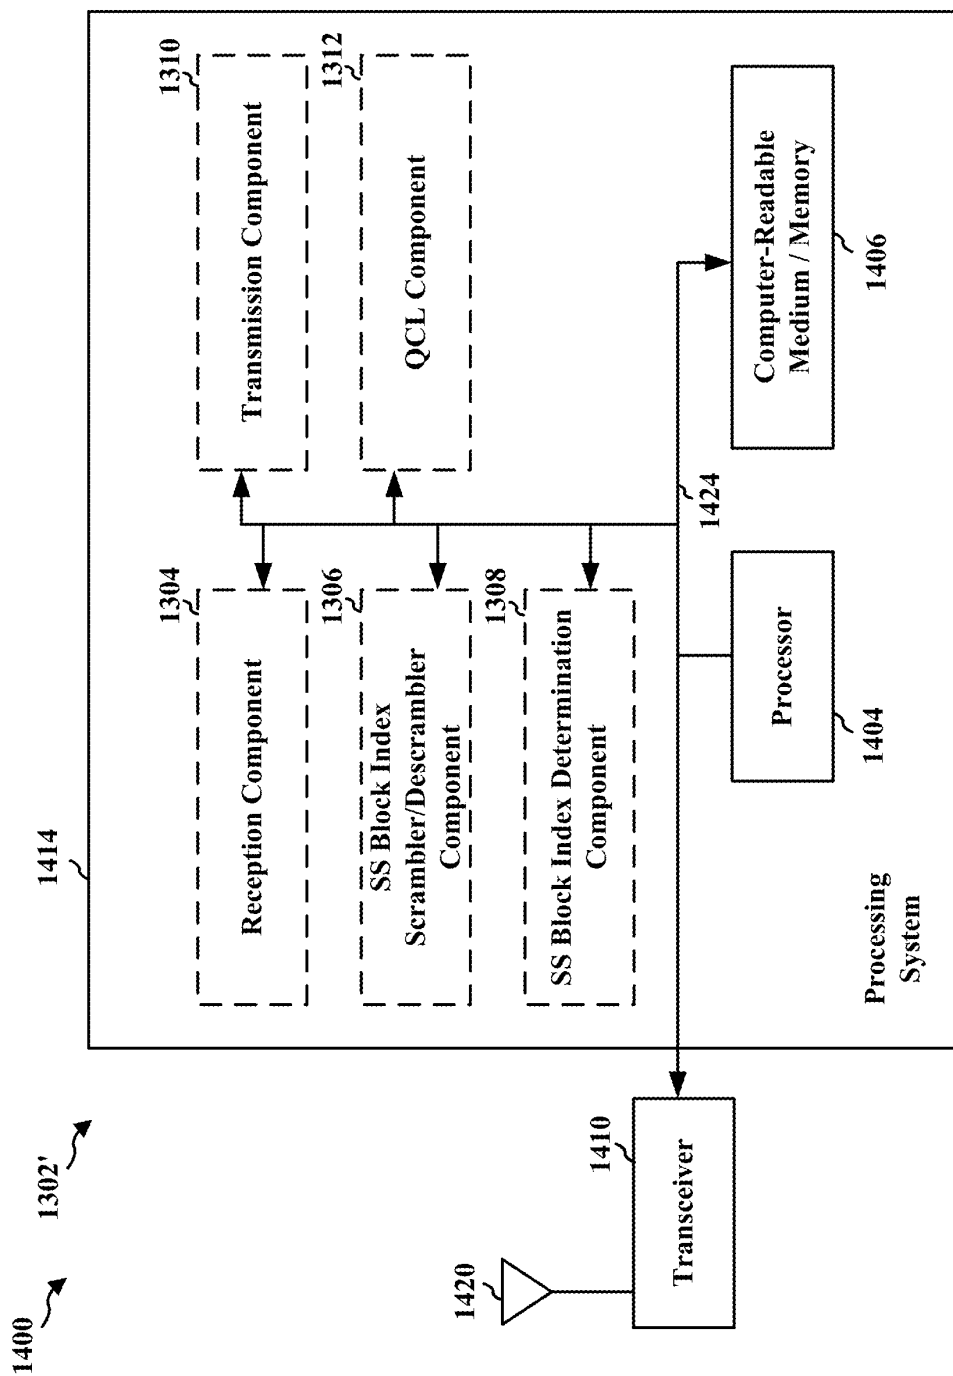 1400
1302'
1414
1304
Reception Component
1310
Transmission Component
1306
SS Block Index
Scrambler/Descrambler
Component
1312
QCL Component
1308
SS Block Index Determination
Component
1420
1410
Transceiver
1424
Processor
1404
Computer-Readable
Medium / Memory
1406
Processing
System